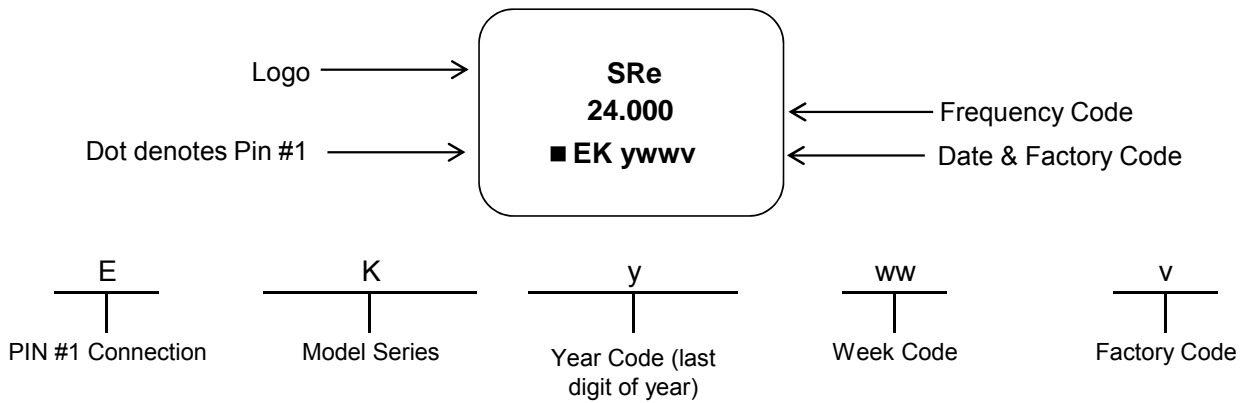 Logo
SRe
24.000
Frequency Code
Dot denotes Pin #1
■ EK ywwv
Date & Factory Code
E
K
y
ww
v
PIN #1 Connection
Model Series
Year Code (last
digit of year)
Week Code
Factory Code